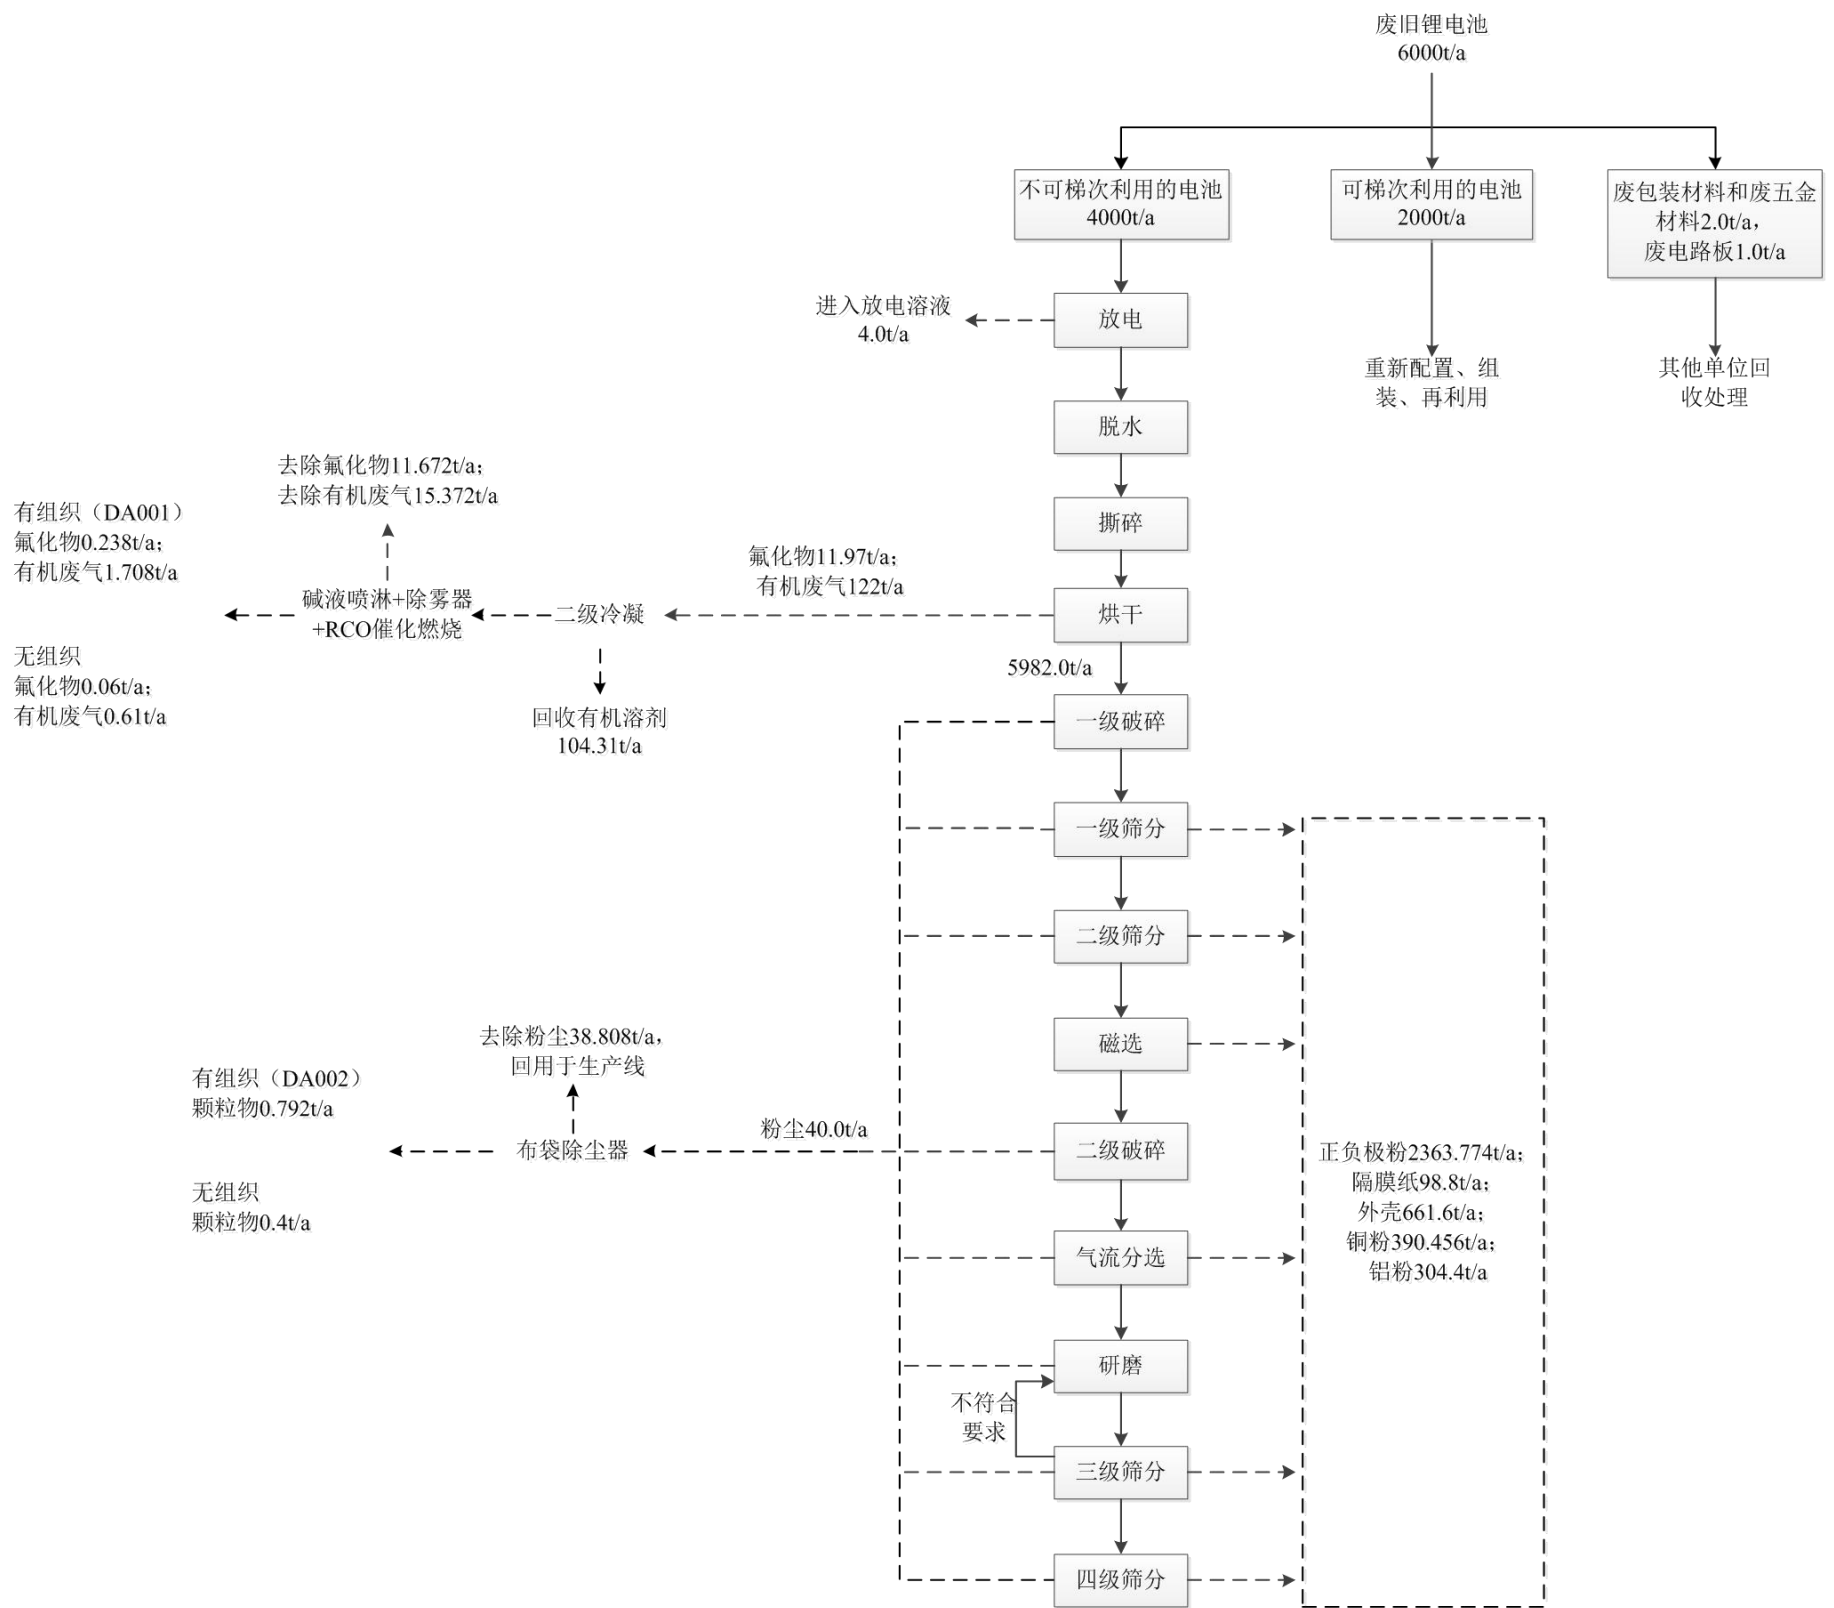 废旧锂电池
6000t/a
不可梯次利用的电池
4000t/a
可梯次利用的电池
2000t/a
废包装材料和废五金
材料2.0t/a，
废电路板1.0t/a
进入放电溶液
4.0t/a
放电
重新配置、组
装、再利用
其他单位回
收处理
脱水
去除氟化物11.672t/a；
去除有机废气15.372t/a
有组织（DA001）
氟化物0.238t/a；
有机废气1.708t/a
撕碎
氟化物11.97t/a；
有机废气122t/a
碱液喷淋+除雾器
+RCO催化燃烧
二级冷凝
烘干
无组织
氟化物0.06t/a；
有机废气0.61t/a
5982.0t/a
回收有机溶剂
104.31t/a
一级破碎
一级筛分
二级筛分
磁选
去除粉尘38.808t/a，
回用于生产线
有组织（DA002）
颗粒物0.792t/a
粉尘40.0t/a
布袋除尘器
二级破碎
无组织
颗粒物0.4t/a
正负极粉2363.774t/a；
隔膜纸98.8t/a；
外壳661.6t/a；
铜粉390.456t/a；
铝粉304.4t/a
气流分选
研磨
不符合
要求
三级筛分
四级筛分